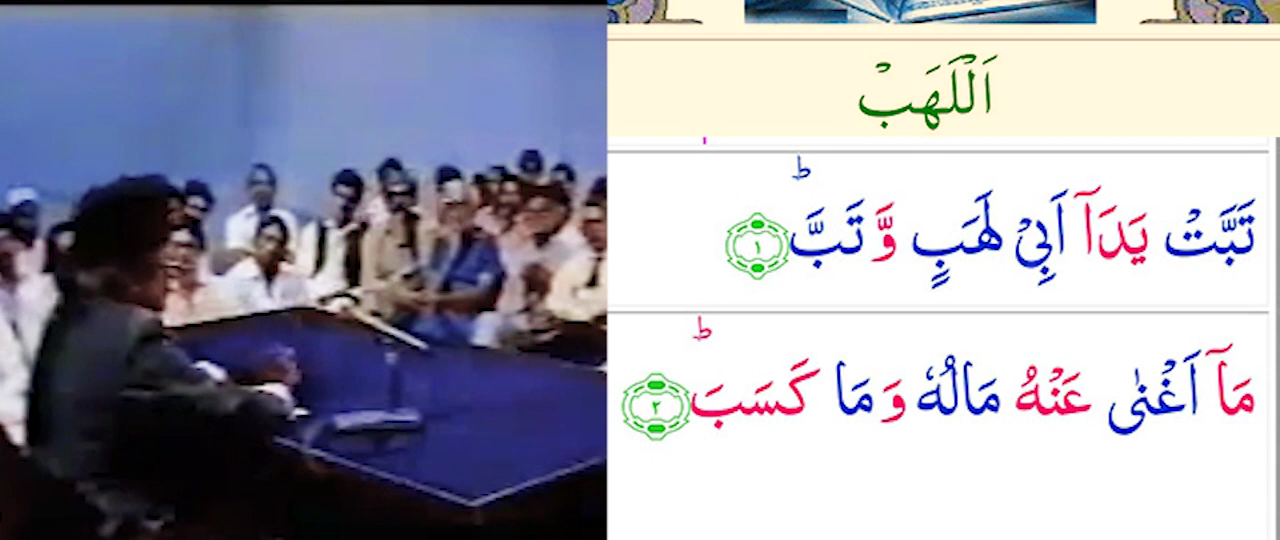 اَللَهَبْ
تَبَّتْ يَدَآ اَبِيْ لَهَبٍ وَّ تَبَّ ؕ ١
مَآ اَغْنٰى عَنْهُ مَالُهٗ وَ مَا كَسَبَ ؕ ٢